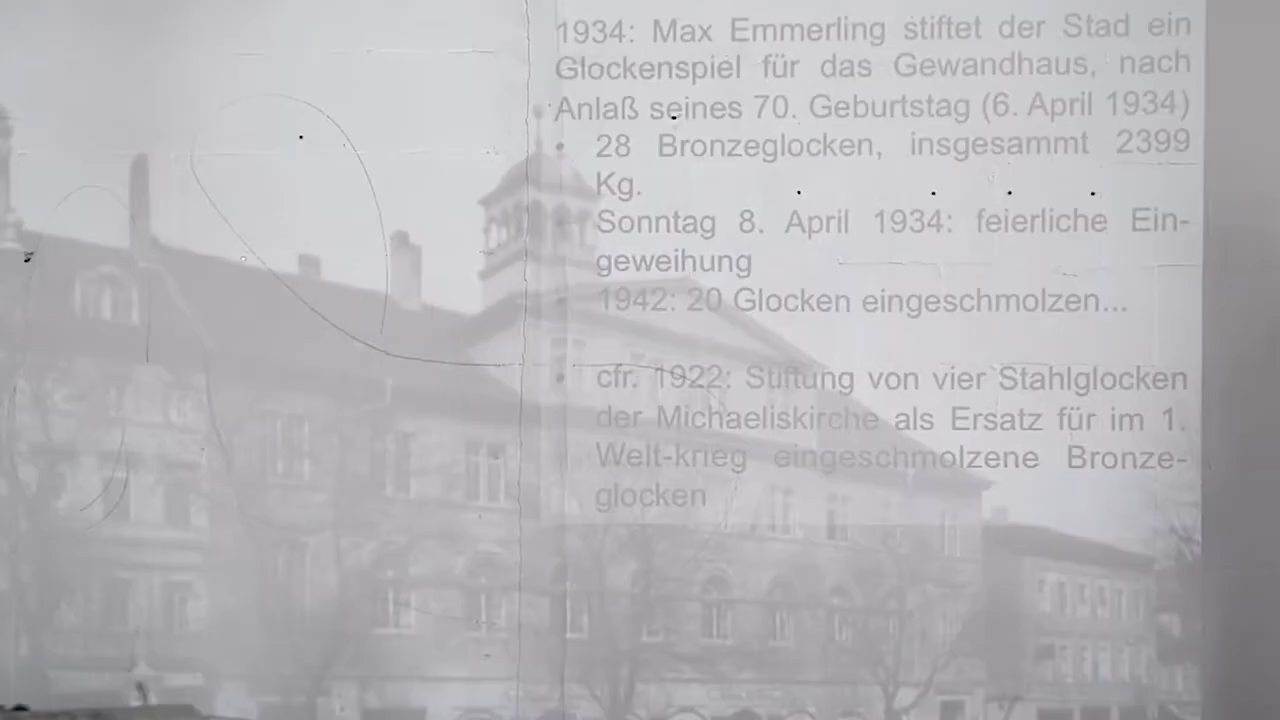 1934: Max Emmerling stiftet der Stad ein
Glockenspiel für das Gewandhaus, nach
Anlaß seines 70. Geburtstag (6. April 1934)
• 28 Bronzeglocken, insgesammt 2399
Kg.
Sonntag 8. April 1934: feierliche Ein-
geweihung
• 1942: 20 Glocken eingeschmolzen...
• cfr. 1922: Stiftung von vier Stahlglocken
der Michaeliskirche als Ersatz für im 1.
Welt-krieg eingeschmolzene Bronze-
glocken